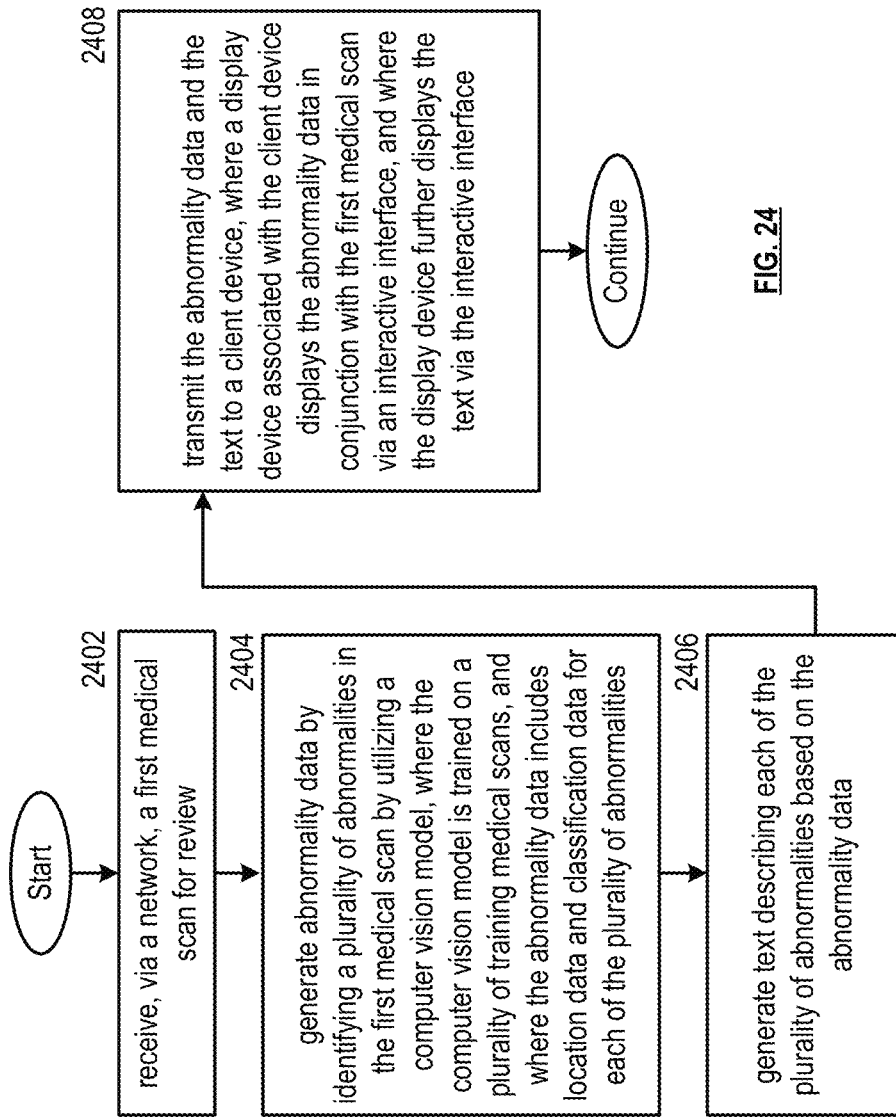 Start
2402
receive, via a network, a first medical
scan for review
2404
generate abnormality data by
identifying a plurality of abnormalities in
the first medical scan by utilizing a
computer vision model, where the
computer vision model is trained on a
plurality of training medical scans, and
where the abnormality data includes
location data and classification data for
each of the plurality of abnormalities
2406
generate text describing each of the
plurality of abnormalities based on the
abnormality data
2408
transmit the abnormality data and the
text to a client device, where a display
device associated with the client device
displays the abnormality data in
conjunction with the first medical scan
via an interactive interface, and where
the display device further displays the
text via the interactive interface
Continue
FIG. 24